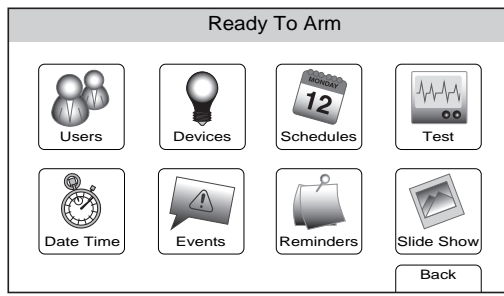 Ready To Arm
MONDAY
12
Users
Devices
Schedules
Test
Date Time
Events
Reminders
Slide Show
Back